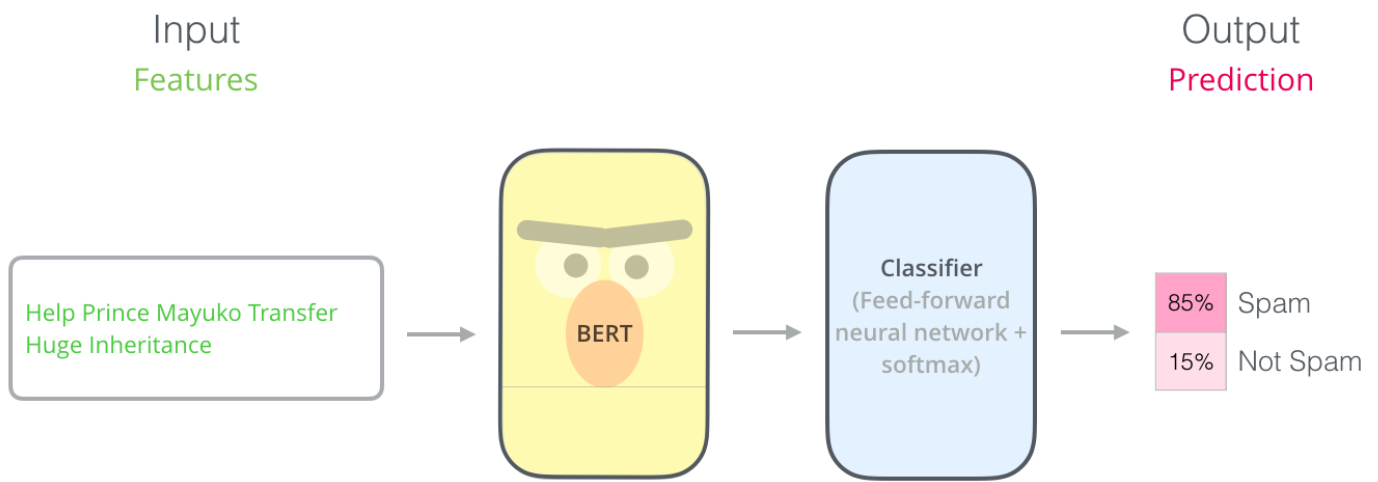 Input
Features
Output
Prediction
Help Prince Mayuko Transfer
Huge Inheritance
BERT
Classifier
(Feed-forward
neural network +
softmax)
85% Spam
15% Not Spam